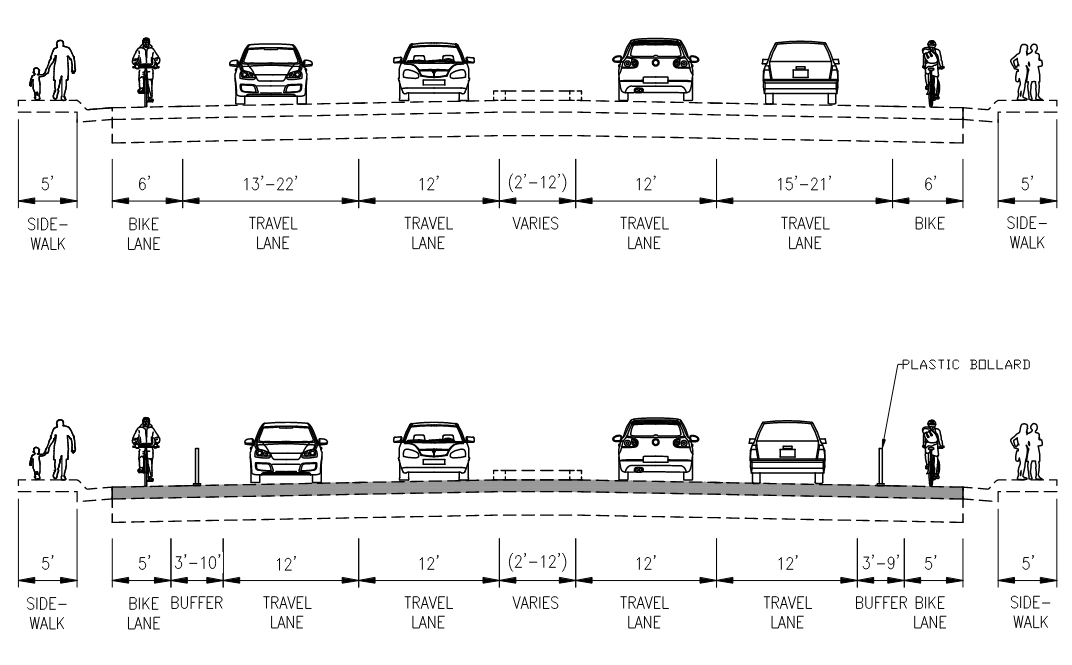 5' 6' 13'-22' 12' (2'-12') 12' 15'-21' 6' 5'
SIDE- BIKE TRAVEL TRAVEL VARIES TRAVEL TRAVEL BIKE SIDE-
WALK LANE LANE LANE LANE LANE WALK
PLASTIC BOLLARD
5' 5' 3'-10' 12' 12' (2'-12') 12' 12' 3'-9' 5' 5'
SIDE- BIKE BUFFER TRAVEL TRAVEL VARIES TRAVEL TRAVEL BUFFER BIKE SIDE-
WALK LANE LANE LANE LANE LANE LANE WALK